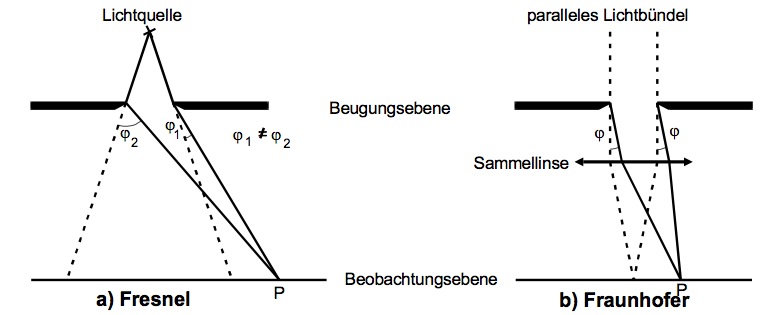 Lichtquelle
paralleles Lichtbündel
Beugungsebene
φ2
φ1
φ1 ≠ φ2
φ
φ
Sammellinse
Beobachtungsebene
P
P
a) Fresnel
b) Fraunhofer